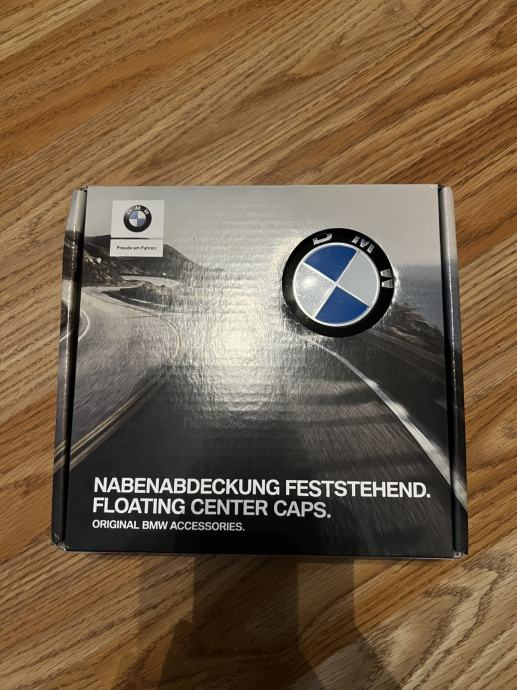 BMW
Freude am Fahren
BMW
NABENABDECKUNG FESTSTEHEND.
FLOATING CENTER CAPS.
ORIGINAL BMW ACCESSORIES.